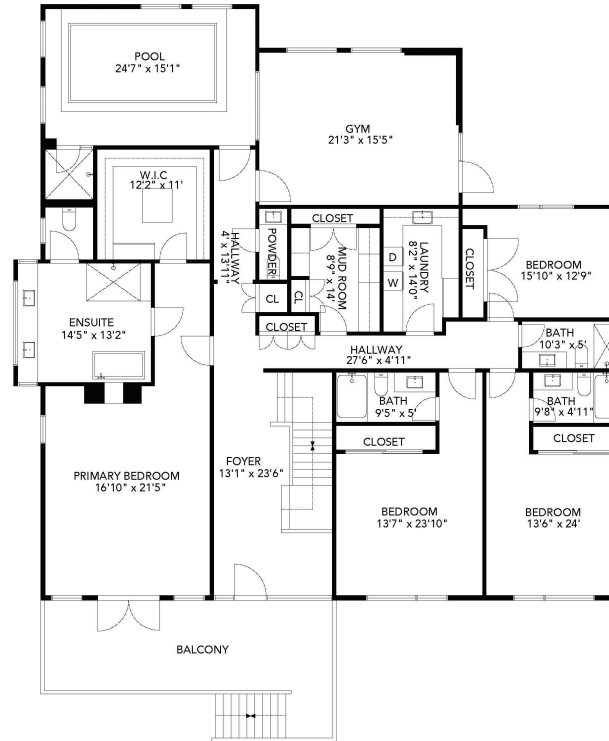 POOL
24'7" x 15'1"
GYM
21'3" x 15'5"
W.I.C
12'2" x 11'
HALLWAY
4' x 13'11"
POWDER
CLOSET
MUD ROOM
8'9" x 14'
LAUNDRY
8'2" x 14'0"
D
W
CLOSET
BEDROOM
15'10" x 12'9"
CL
CL
CLOSET
ENSUITE
14'5" x 13'2"
HALLWAY
27'6" x 4'11"
BATH
10'3" x 5'
BATH
9'5" x 5'
BATH
9'8" x 4'11"
CLOSET
CLOSET
PRIMARY BEDROOM
16'10" x 21'5"
FOYER
13'1" x 23'6"
BEDROOM
13'7" x 23'10"
BEDROOM
13'6" x 24'
BALCONY